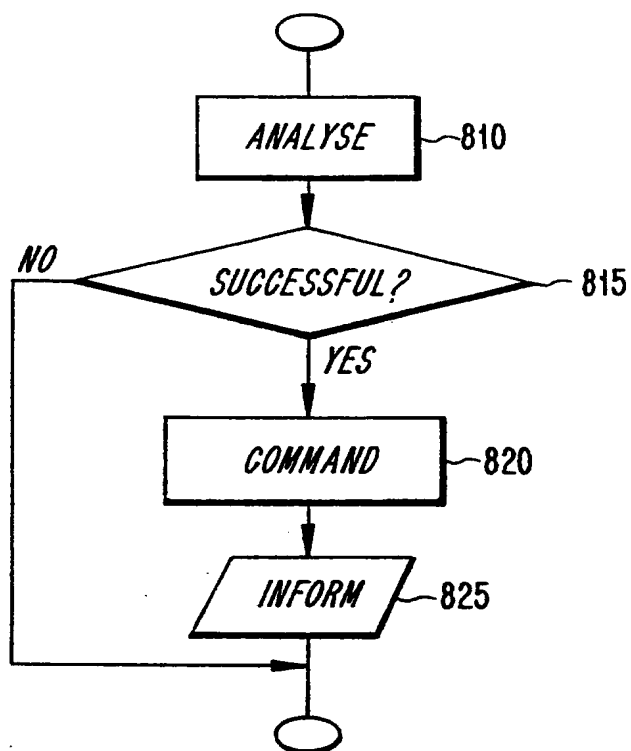 ANALYSE 810
NO
SUCCESSFUL? 815
YES
COMMAND 820
INFORM 825